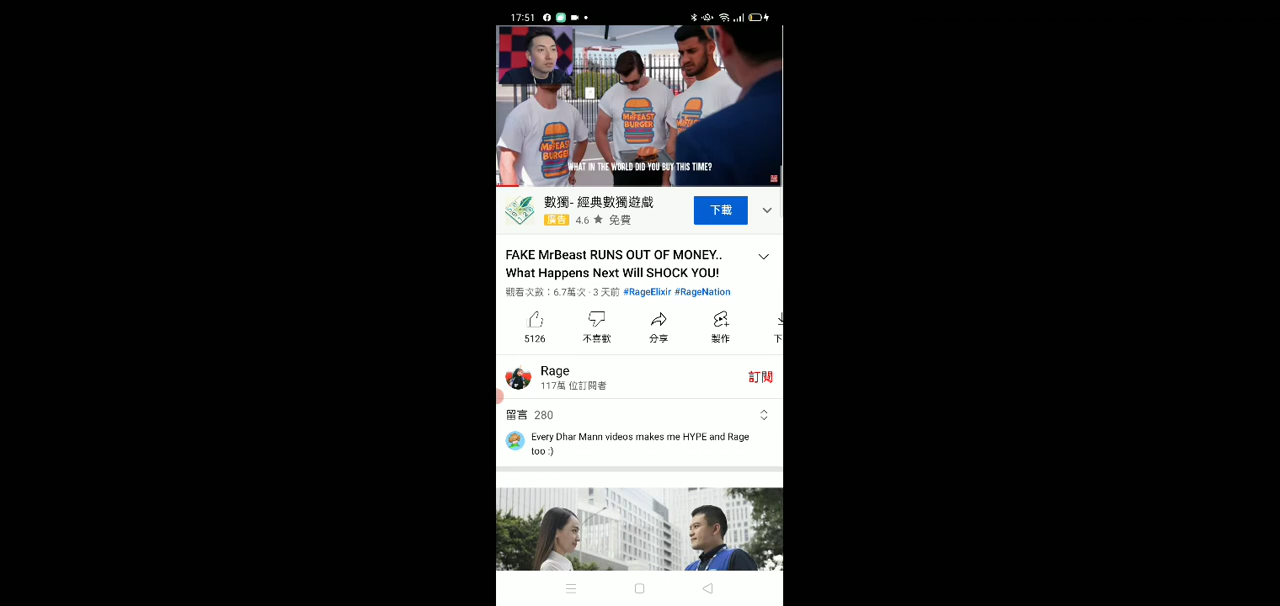 17:51
MRBEAST
BURGER
MRBEAST
BURGER
WHAT IN THE WORLD DID YOU BUY THIS TIME?
數獨- 經典數獨遊戲
廣告 4.6 ★ 免費
下載
FAKE MrBeast RUNS OUT OF MONEY..
What Happens Next Will SHOCK YOU!
觀看次數：6.7萬次 · 3 天前 #RageElixir #RageNation
5126 不喜歡 分享 製作 下
Rage
117萬 位訂閱者
訂閱
留言 280
Every Dhar Mann videos makes me HYPE and Rage
too :)